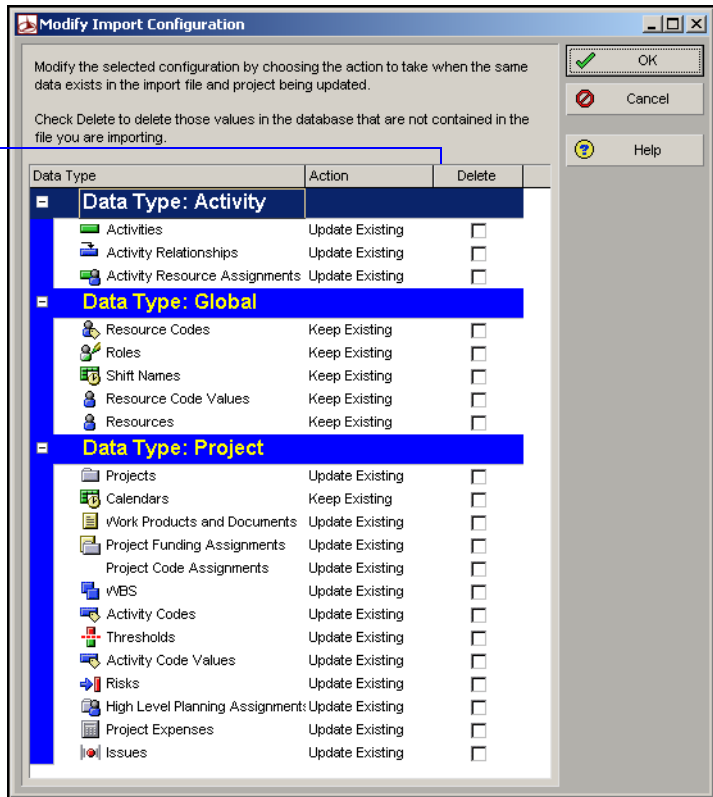 Modify Import Configuration
Modify the selected configuration by choosing the action to take when the same
data exists in the import file and project being updated.
Check Delete to delete those values in the database that are not contained in the
file you are importing.
OK
Cancel
Help
Data Type Action Delete
Data Type: Activity
Activities Update Existing
Activity Relationships Update Existing
Activity Resource Assignments Update Existing
Data Type: Global
Resource Codes Keep Existing
Roles Keep Existing
Shift Names Keep Existing
Resource Code Values Keep Existing
Resources Keep Existing
Data Type: Project
Projects Update Existing
Calendars Keep Existing
Work Products and Documents Update Existing
Project Funding Assignments Update Existing
Project Code Assignments Update Existing
WBS Update Existing
Activity Codes Update Existing
Thresholds Update Existing
Activity Code Values Update Existing
Risks Update Existing
High Level Planning Assignment Update Existing
Project Expenses Update Existing
Issues Update Existing